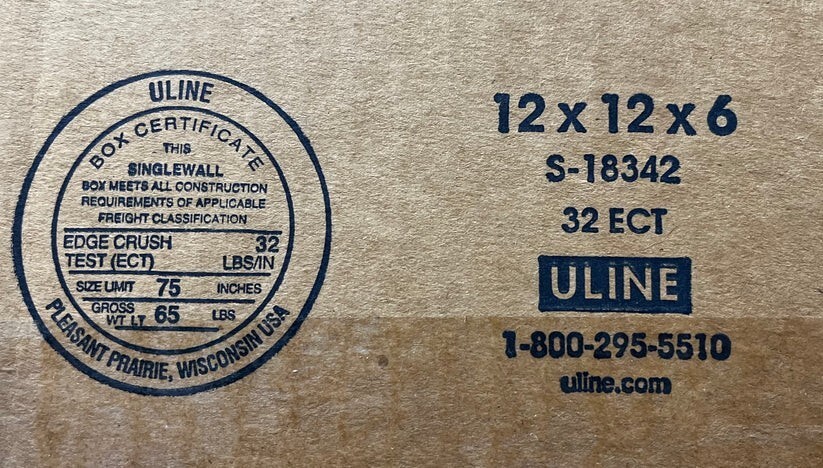 ULINE
BOX CERTIFICATE
THIS
SINGLEWALL
BOX MEETS ALL CONSTRUCTION
REQUIREMENTS OF APPLICABLE
FREIGHT CLASSIFICATION
EDGE CRUSH 32
TEST (ECT) LBS/IN
SIZE LIMIT 75 INCHES
GROSS
WT LT 65 LBS
PLEASANT PRAIRIE, WISCONSIN USA
12 x 12 x 6
S-18342
32 ECT
ULINE
1-800-295-5510
uline.com